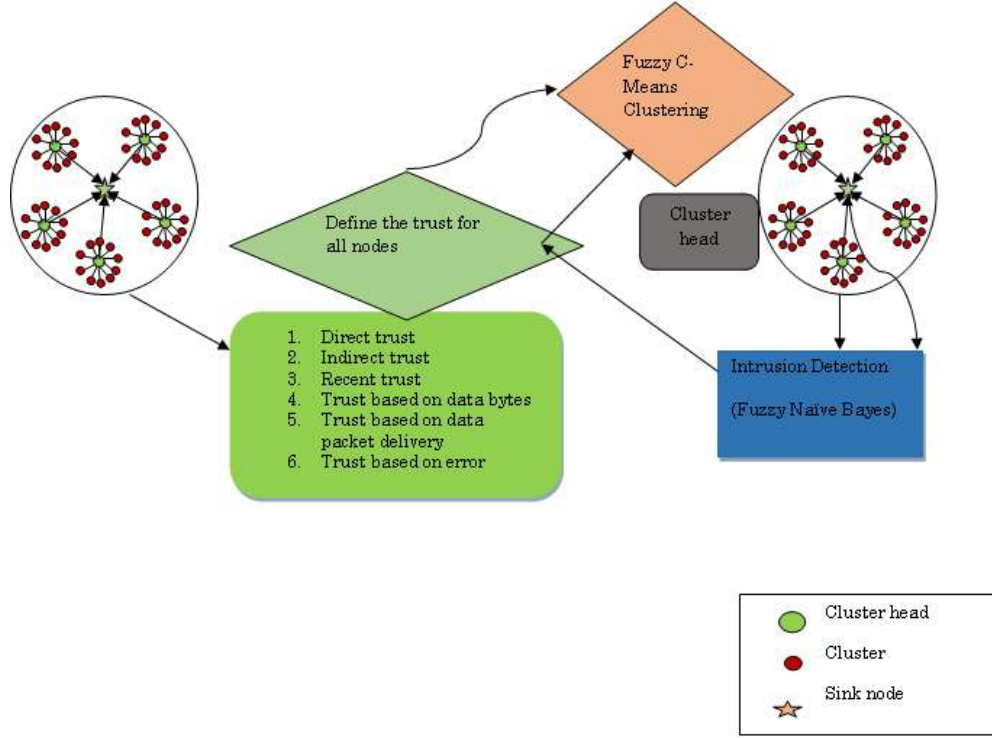 Fuzzy C-
Means
Clustering
Define the trust for
all nodes
Cluster
head
1. Direct trust
2. Indirect trust
3. Recent trust
4. Trust based on data bytes
5. Trust based on data
packet delivery
6. Trust based on error
Intrusion Detection
(Fuzzy Naïve Bayes)
Cluster head
Cluster
Sink node